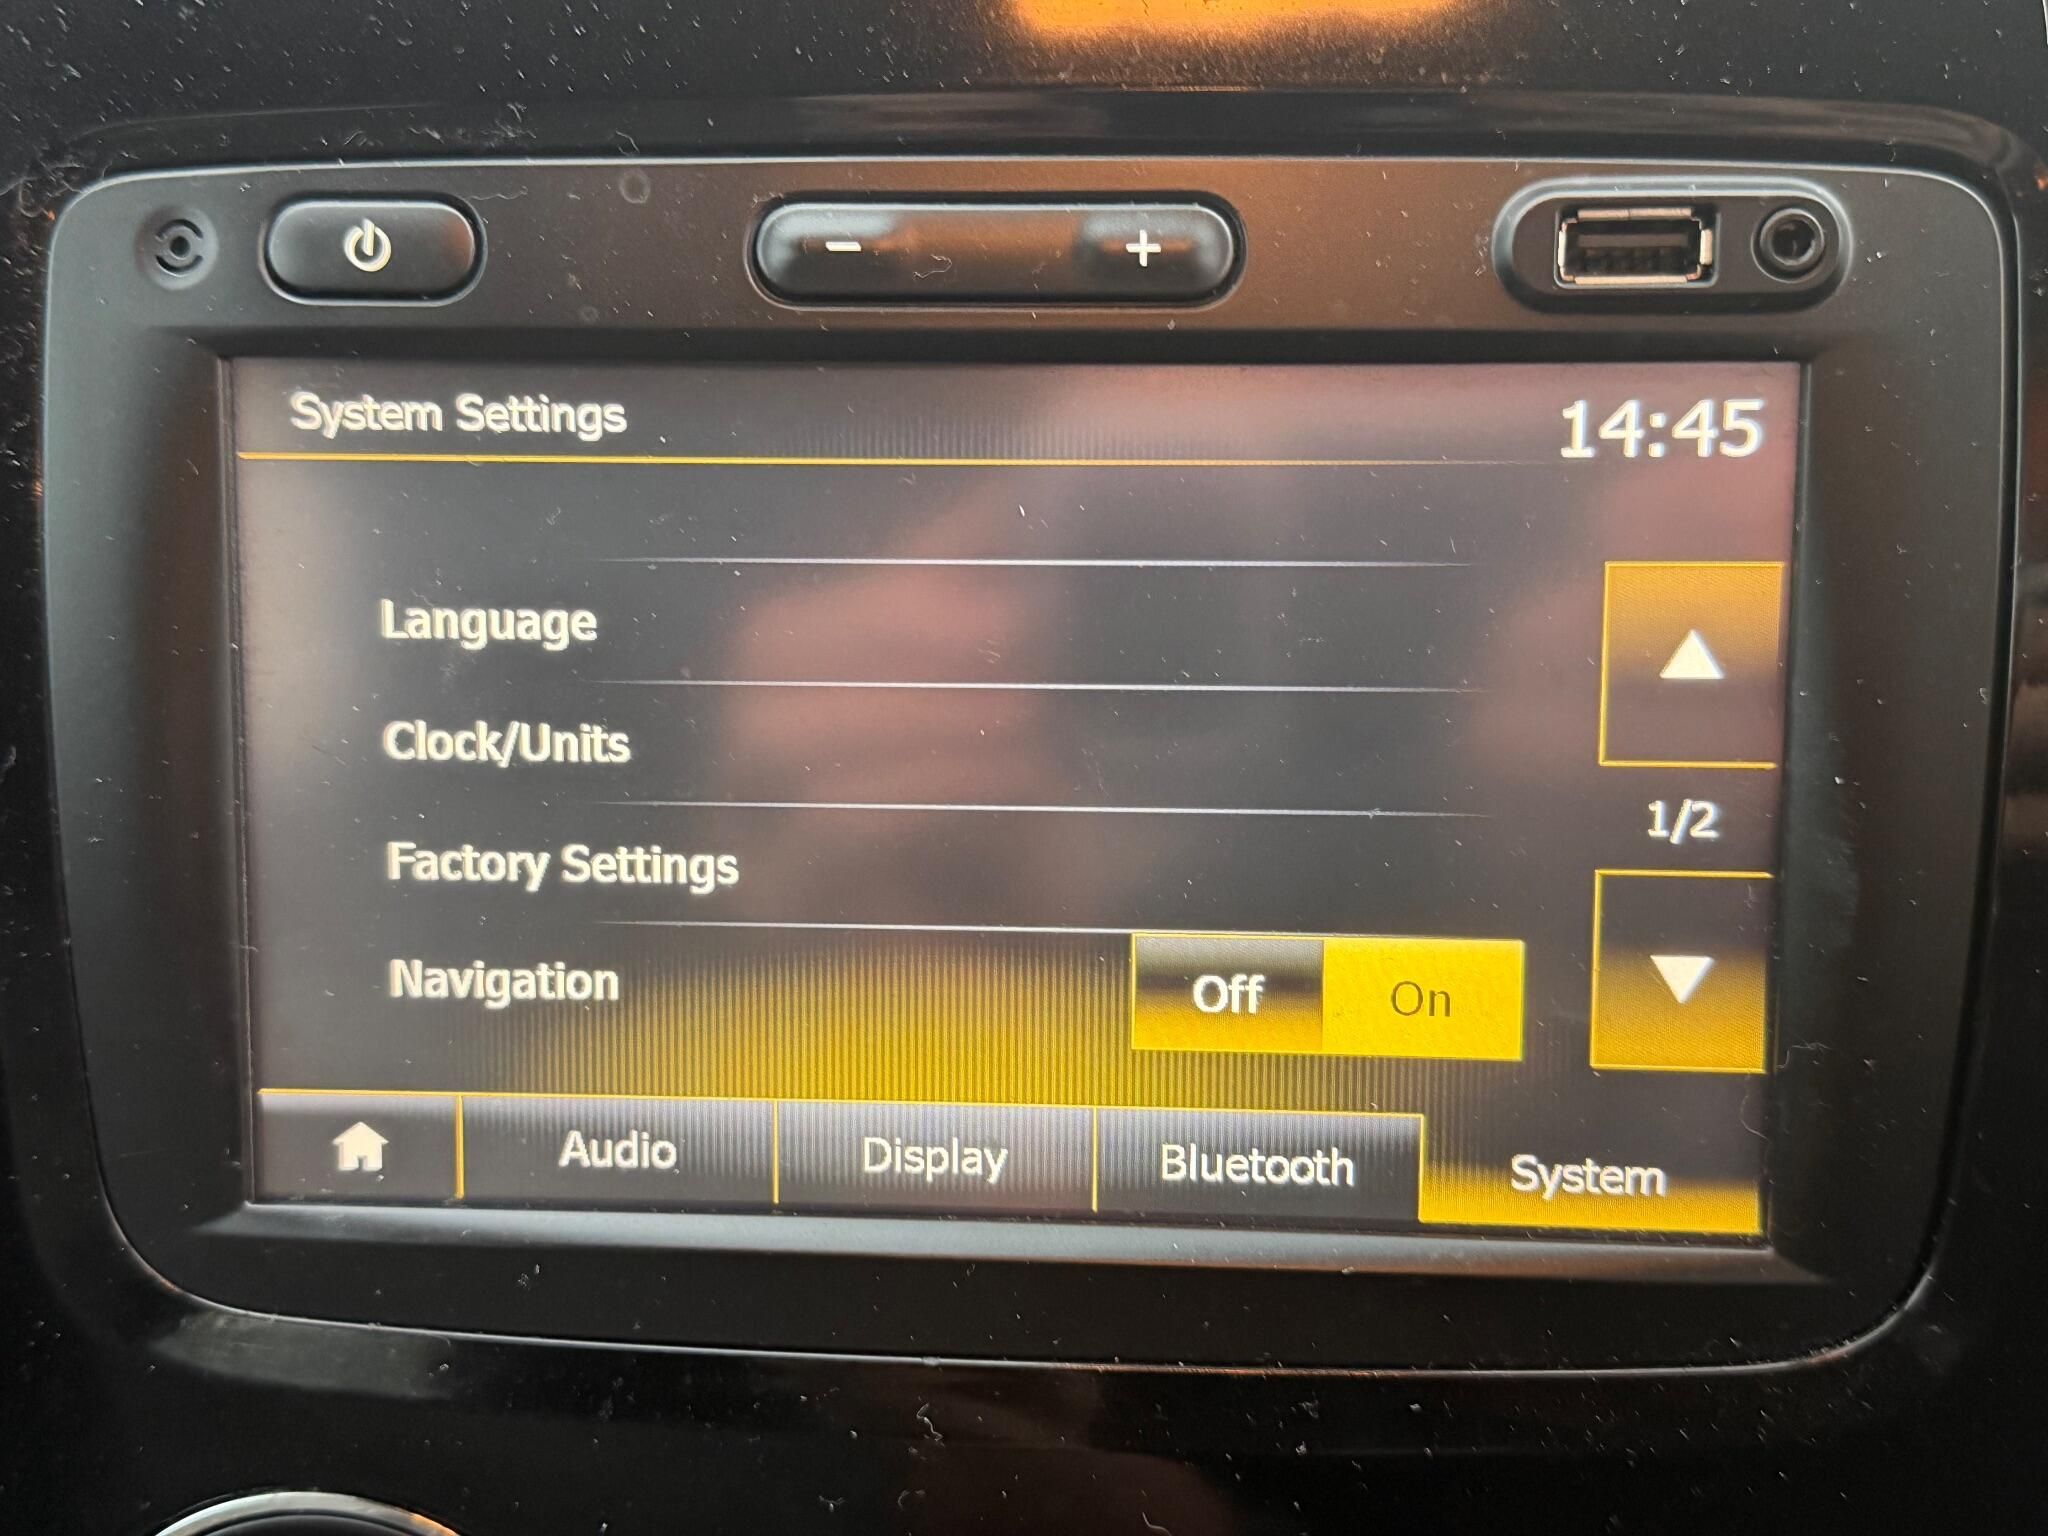 System Settings
14:45
Language
Clock/Units
1/2
Factory Settings
Navigation
Off
On
Audio
Display
Bluetooth
System